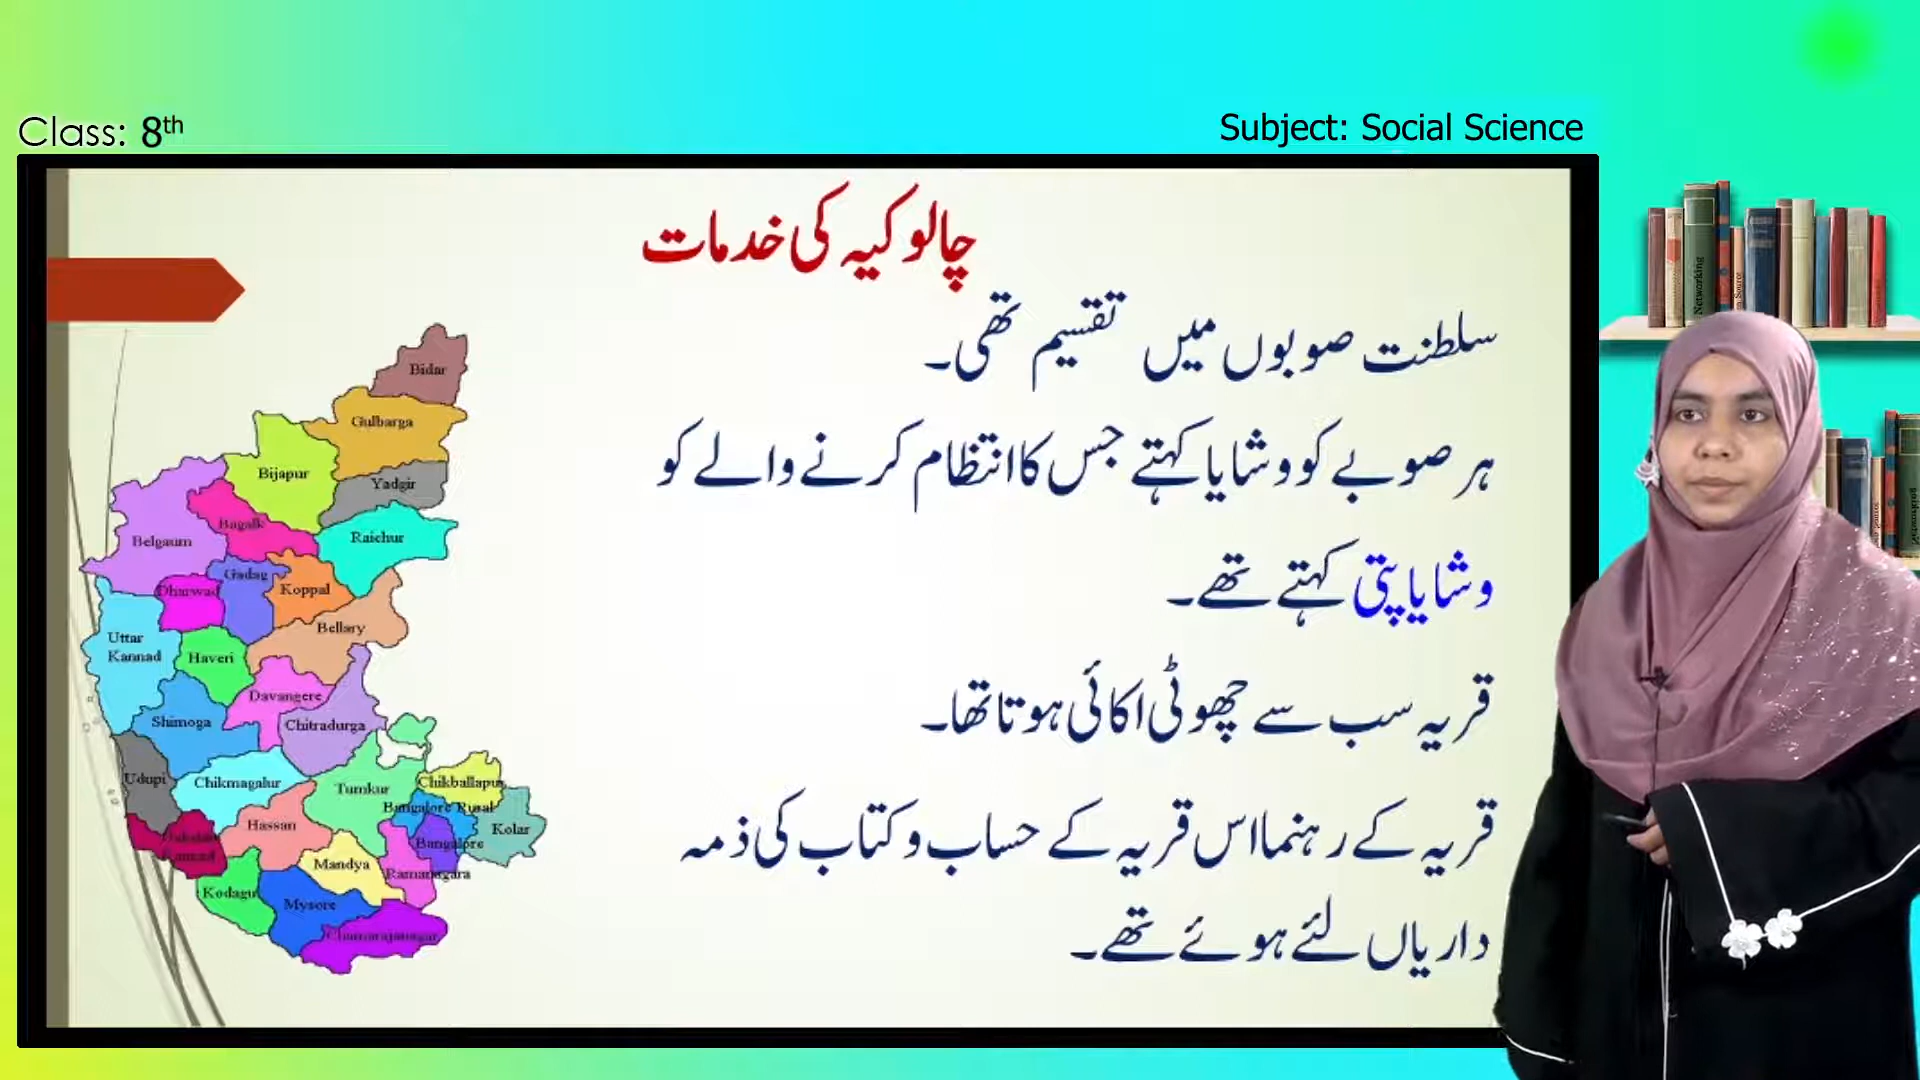 Class: 8th
Subject: Social Science
چالوکیہ کی خدمات
سلطنت صوبوں میں تقسیم تھی۔
ہر صوبے کو وشایا کہتے جس کا انتظام کرنے والے کو
وشایاپتی کہتے تھے۔
قریہ سب سے چھوٹی اکائی ہوتا تھا۔
قریہ کے رہنما اس قریہ کے حساب و کتاب کی ذمہ
داریاں لئے ہوئے تھے۔
Bidar
Gulbarga
Bijapur
Yadgir
Bagalk
Raichur
Belgaum
Gadag
Koppal
Dharwad
Bellary
Uttar
Kannad
Haveri
Davangere
Shimoga
Chitradurga
Udupi
Chikmagalur
Tumkur
Chikballapur
Bangalore Rural
Hassan
Kolar
Bangalore
Mandya
Ramanagara
Kodagu
Mysore
Chamarajanagar
Networking